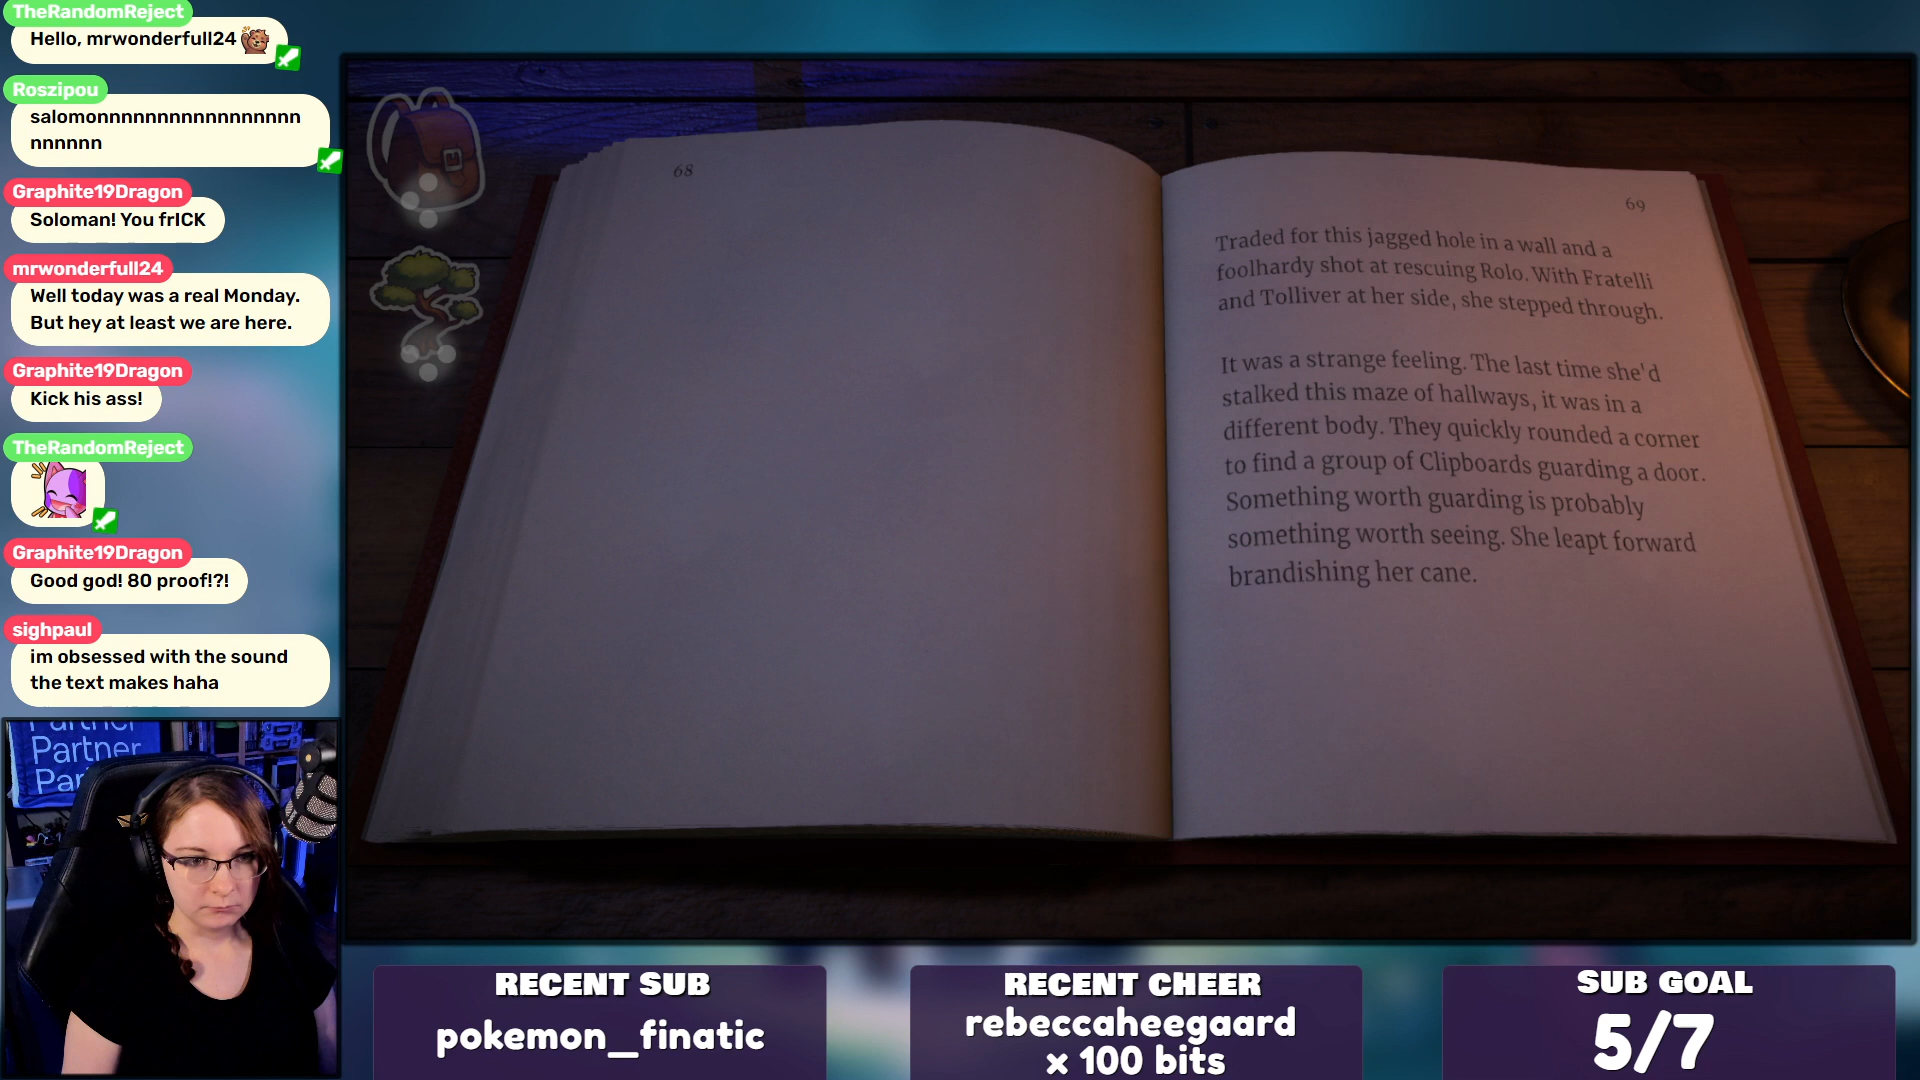 TheRandomReject
Hello, mrwonderfull24
Roszipou
salomonnnnnnnnnnnnnnnnnn
nnnnnn
Graphite19Dragon
Soloman! You frICK
mrwonderfull24
Well today was a real Monday.
But hey at least we are here.
Graphite19Dragon
Kick his ass!
TheRandomReject
Graphite19Dragon
Good god! 80 proof!?!
sighpaul
im obsessed with the sound
the text makes haha
Partner
Partner
Par
68
69
Traded for this jagged hole in a wall and a
foolhardy shot at rescuing Rolo. With Fratelli
and Tolliver at her side, she stepped through.
It was a strange feeling. The last time she'd
stalked this maze of hallways, it was in a
different body. They quickly rounded a corner
to find a group of Clipboards guarding a door.
Something worth guarding is probably
something worth seeing. She leapt forward
brandishing her cane.
RECENT SUB
pokemon_finatic
RECENT CHEER
rebeccaheegaard
x 100 bits
SUB GOAL
5/7